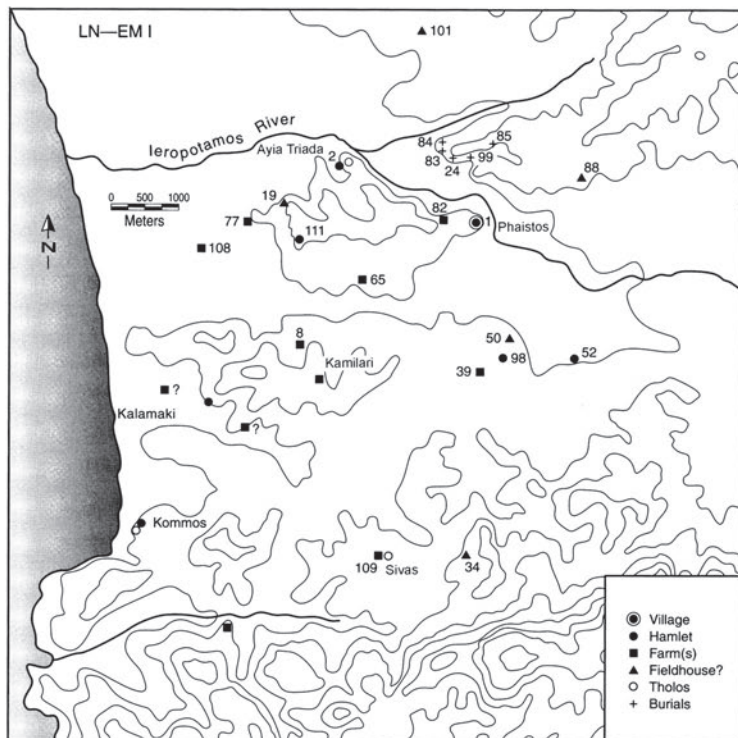 LN—EM I
101
Ieropotamos River
Ayia Triada
84
85
83
24
99
88
2
19
77
111
108
82
1
Phaistos
0 500 1000
Meters
N
65
8
Kamilari
50
98
52
39
?
Kalamaki
?
Kommos
109
Sivas
34
Village
Hamlet
Farm(s)
Fieldhouse?
Tholos
Burials